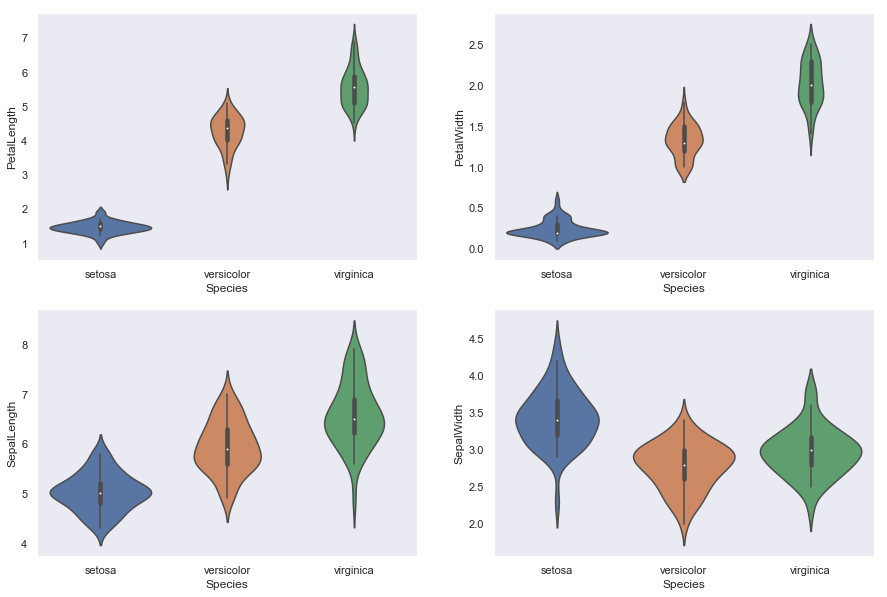 PetalLength
7
6
5
4
3
2
1
setosa versicolor virginica
Species
PetalWidth
2.5
2.0
1.5
1.0
0.5
0.0
setosa versicolor virginica
Species
SepalLength
8
7
6
5
4
setosa versicolor virginica
Species
SepalWidth
4.5
4.0
3.5
3.0
2.5
2.0
setosa versicolor virginica
Species